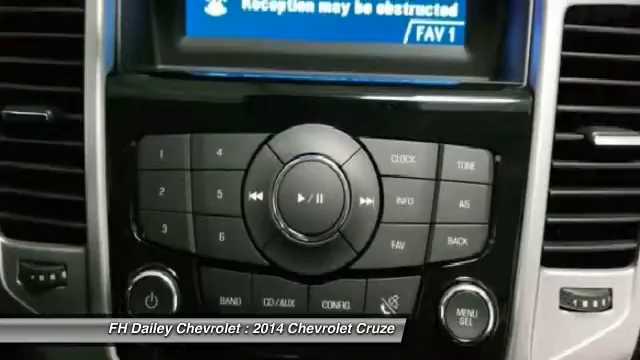 Reception may be obstructed
FAV 1
1 4 CLOCK TONE
2 5 INFO AS
3 6 FAV BACK
BAND CD/AUX CONFIG
MENU
SEL
FH Dailey Chevrolet : 2014 Chevrolet Cruze